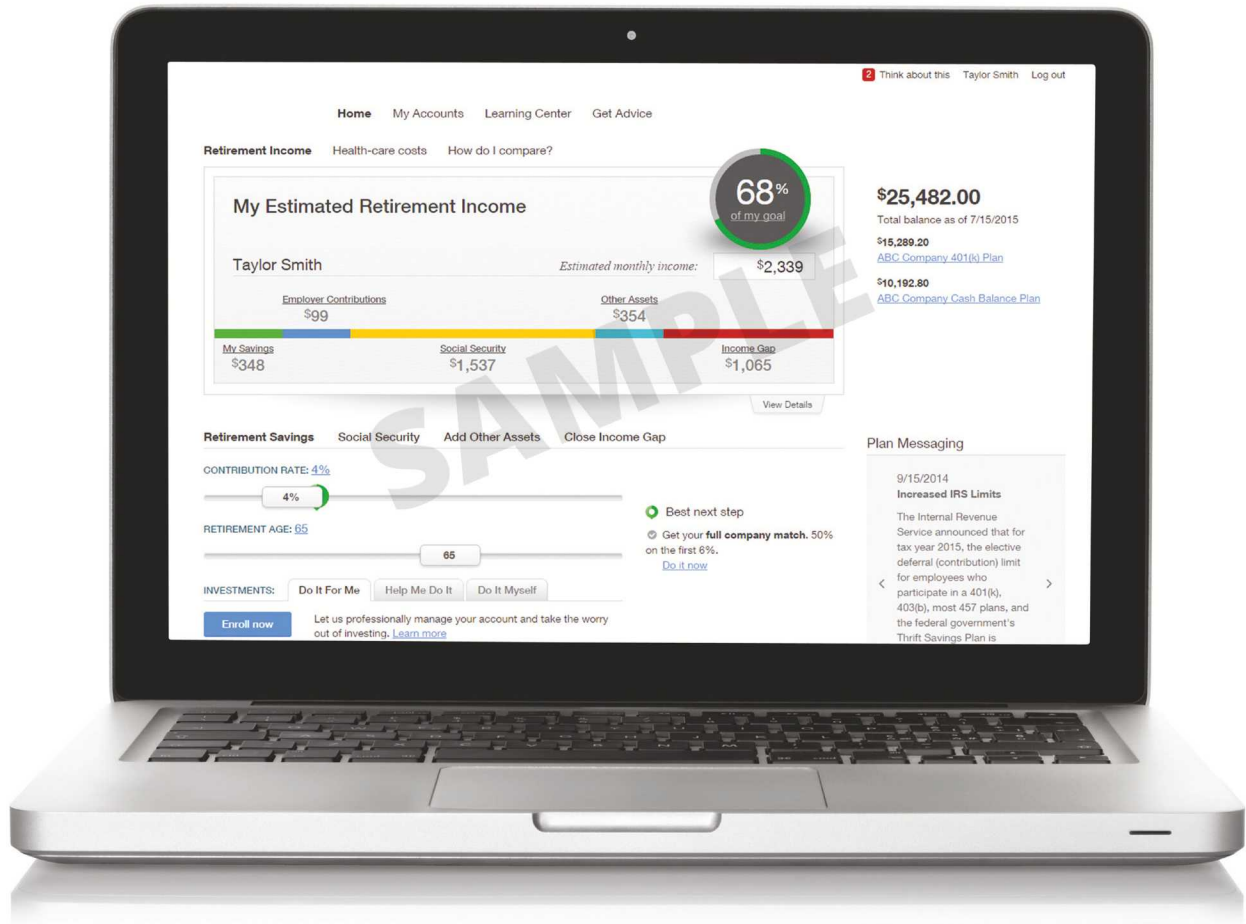 2 Think about this Taylor Smith Log out
Home My Accounts Learning Center Get Advice
Retirement Income Health-care costs How do I compare?
My Estimated Retirement Income
68%
of my goal
Taylor Smith
Estimated monthly income: $2,339
Employer Contributions
$99
Other Assets
$354
My Savings
$348
Social Security
$1,537
Income Gap
$1,065
View Details
$25,482.00
Total balance as of 7/15/2015
$15,289.20
ABC Company 401(k) Plan
$10,192.80
ABC Company Cash Balance Plan
SAMPLE
Retirement Savings Social Security Add Other Assets Close Income Gap
CONTRIBUTION RATE: 4%
4%
RETIREMENT AGE: 65
65
Best next step
Get your full company match. 50%
on the first 6%.
Do it now
INVESTMENTS: Do It For Me Help Me Do It Do It Myself
Enroll now
Let us professionally manage your account and take the worry
out of investing. Learn more
Plan Messaging
9/15/2014
Increased IRS Limits
The Internal Revenue
Service announced that for
tax year 2015, the elective
deferral (contribution) limit
for employees who
participate in a 401(k),
403(b), most 457 plans, and
the federal government's
Thrift Savings Plan is